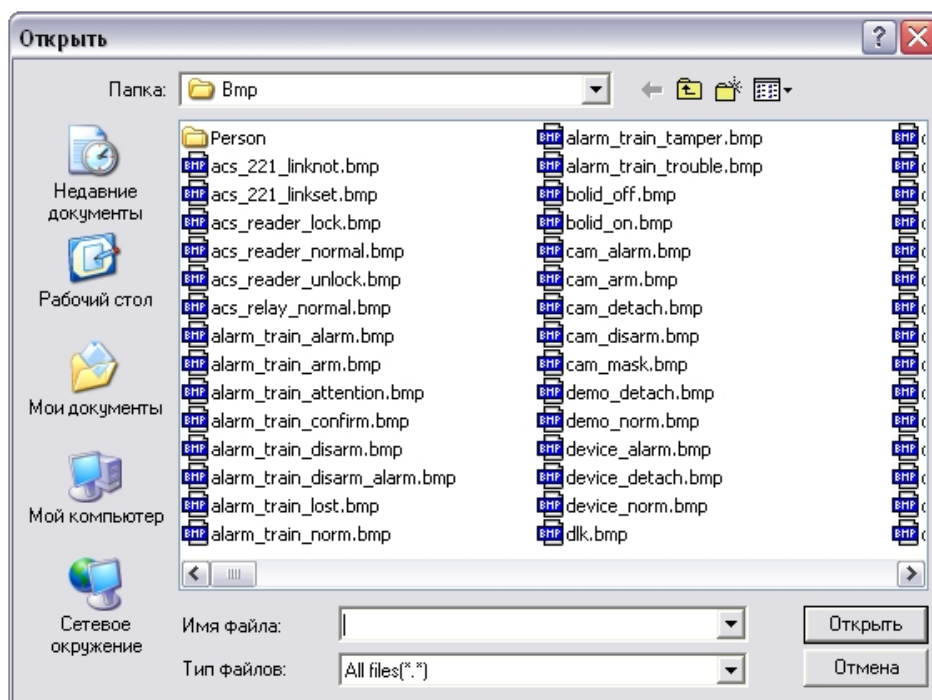 Открыть
Папка:
Bmp
Недавние
документы
Рабочий стол
Мои документы
Мой компьютер
Сетевое
окружение
Person
acs_221_linknot.bmp
acs_221_linkset.bmp
acs_reader_lock.bmp
acs_reader_normal.bmp
acs_reader_unlock.bmp
acs_relay_normal.bmp
alarm_train_alarm.bmp
alarm_train_arm.bmp
alarm_train_attention.bmp
alarm_train_confirm.bmp
alarm_train_disarm.bmp
alarm_train_disarm_alarm.bmp
alarm_train_lost.bmp
alarm_train_norm.bmp
alarm_train_tamper.bmp
alarm_train_trouble.bmp
bolid_off.bmp
bolid_on.bmp
cam_alarm.bmp
cam_arm.bmp
cam_detach.bmp
cam_disarm.bmp
cam_mask.bmp
demo_detach.bmp
demo_norm.bmp
device_alarm.bmp
device_detach.bmp
device_norm.bmp
dlk.bmp
Имя файла:
Открыть
Тип файлов:
All files(*.*)
Отмена